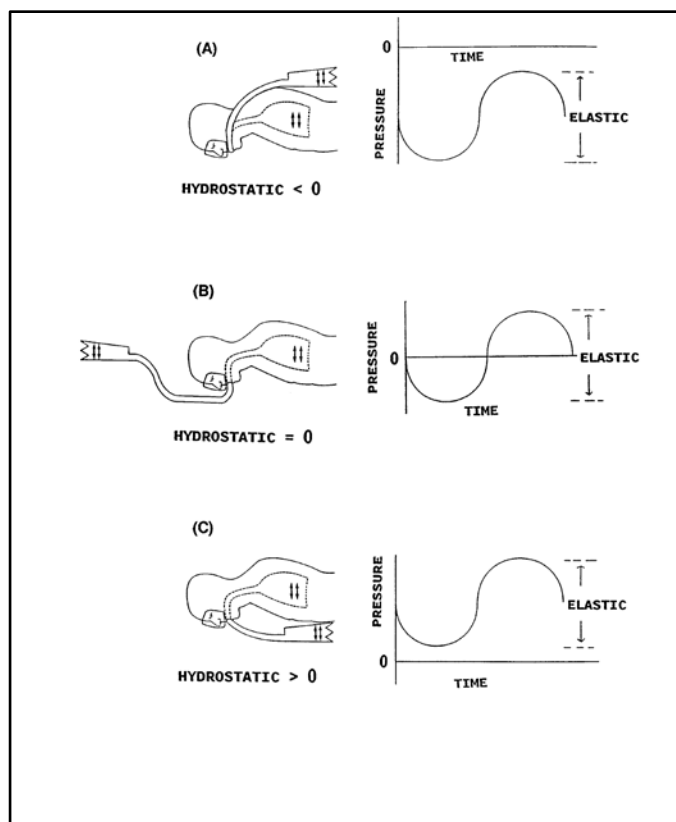 (A)
0
TIME
PRESSURE
ELASTIC
HYDROSTATIC < 0
(B)
PRESSURE
0
ELASTIC
TIME
HYDROSTATIC = 0
(C)
PRESSURE
ELASTIC
0
TIME
HYDROSTATIC > 0